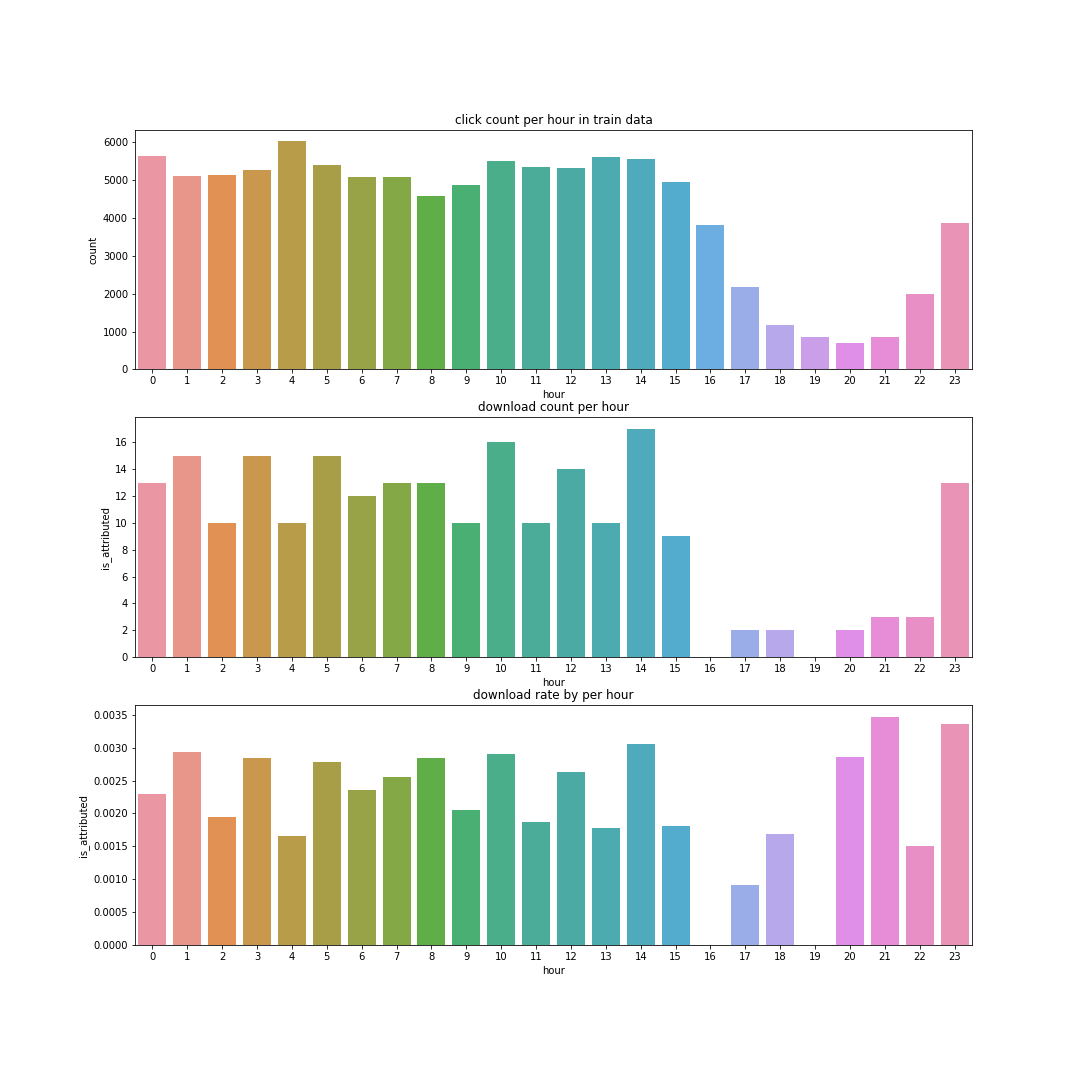 click count per hour in train data
6000
5000
4000
3000
2000
1000
0
count
0 1 2 3 4 5 6 7 8 9 10 11 12 13 14 15 16 17 18 19 20 21 22 23
hour
download count per hour
16
14
12
10
8
6
4
2
0
is_attributed
0 1 2 3 4 5 6 7 8 9 10 11 12 13 14 15 16 17 18 19 20 21 22 23
hour
download rate by per hour
0.0035
0.0030
0.0025
0.0020
0.0015
0.0010
0.0005
0.0000
is_attributed
0 1 2 3 4 5 6 7 8 9 10 11 12 13 14 15 16 17 18 19 20 21 22 23
hour